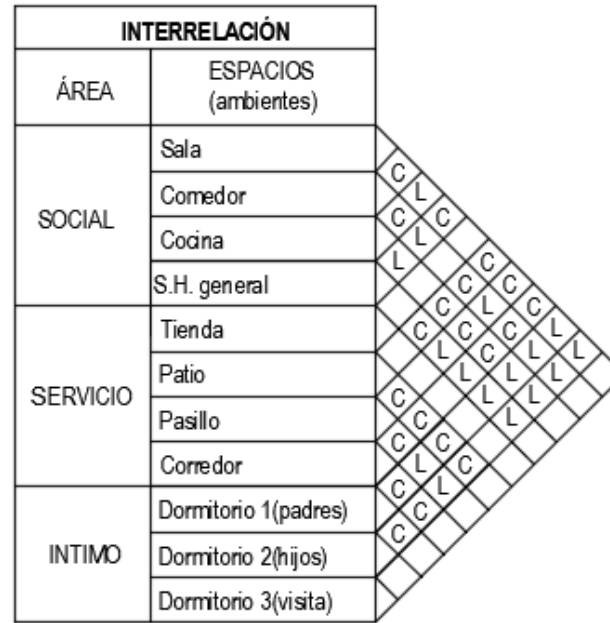 INTERRELACIÓN
ÁREA
ESPACIOS
(ambientes)
SOCIAL
Sala
Comedor
Cocina
S.H. general
SERVICIO
Tienda
Patio
Pasillo
Corredor
INTIMO
Dormitorio 1(padres)
Dormitorio 2(hijos)
Dormitorio 3(visita)
C
L
C C
L
L C
C C
C L C
C C C L
L C L L
L L L
C L L
C L
C C
L C
C L
C
C